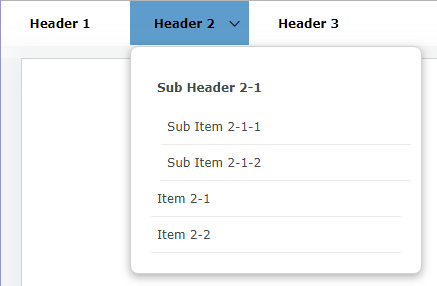 Header 1
Header 2
Header 3
Sub Header 2-1
Sub Item 2-1-1
Sub Item 2-1-2
Item 2-1
Item 2-2